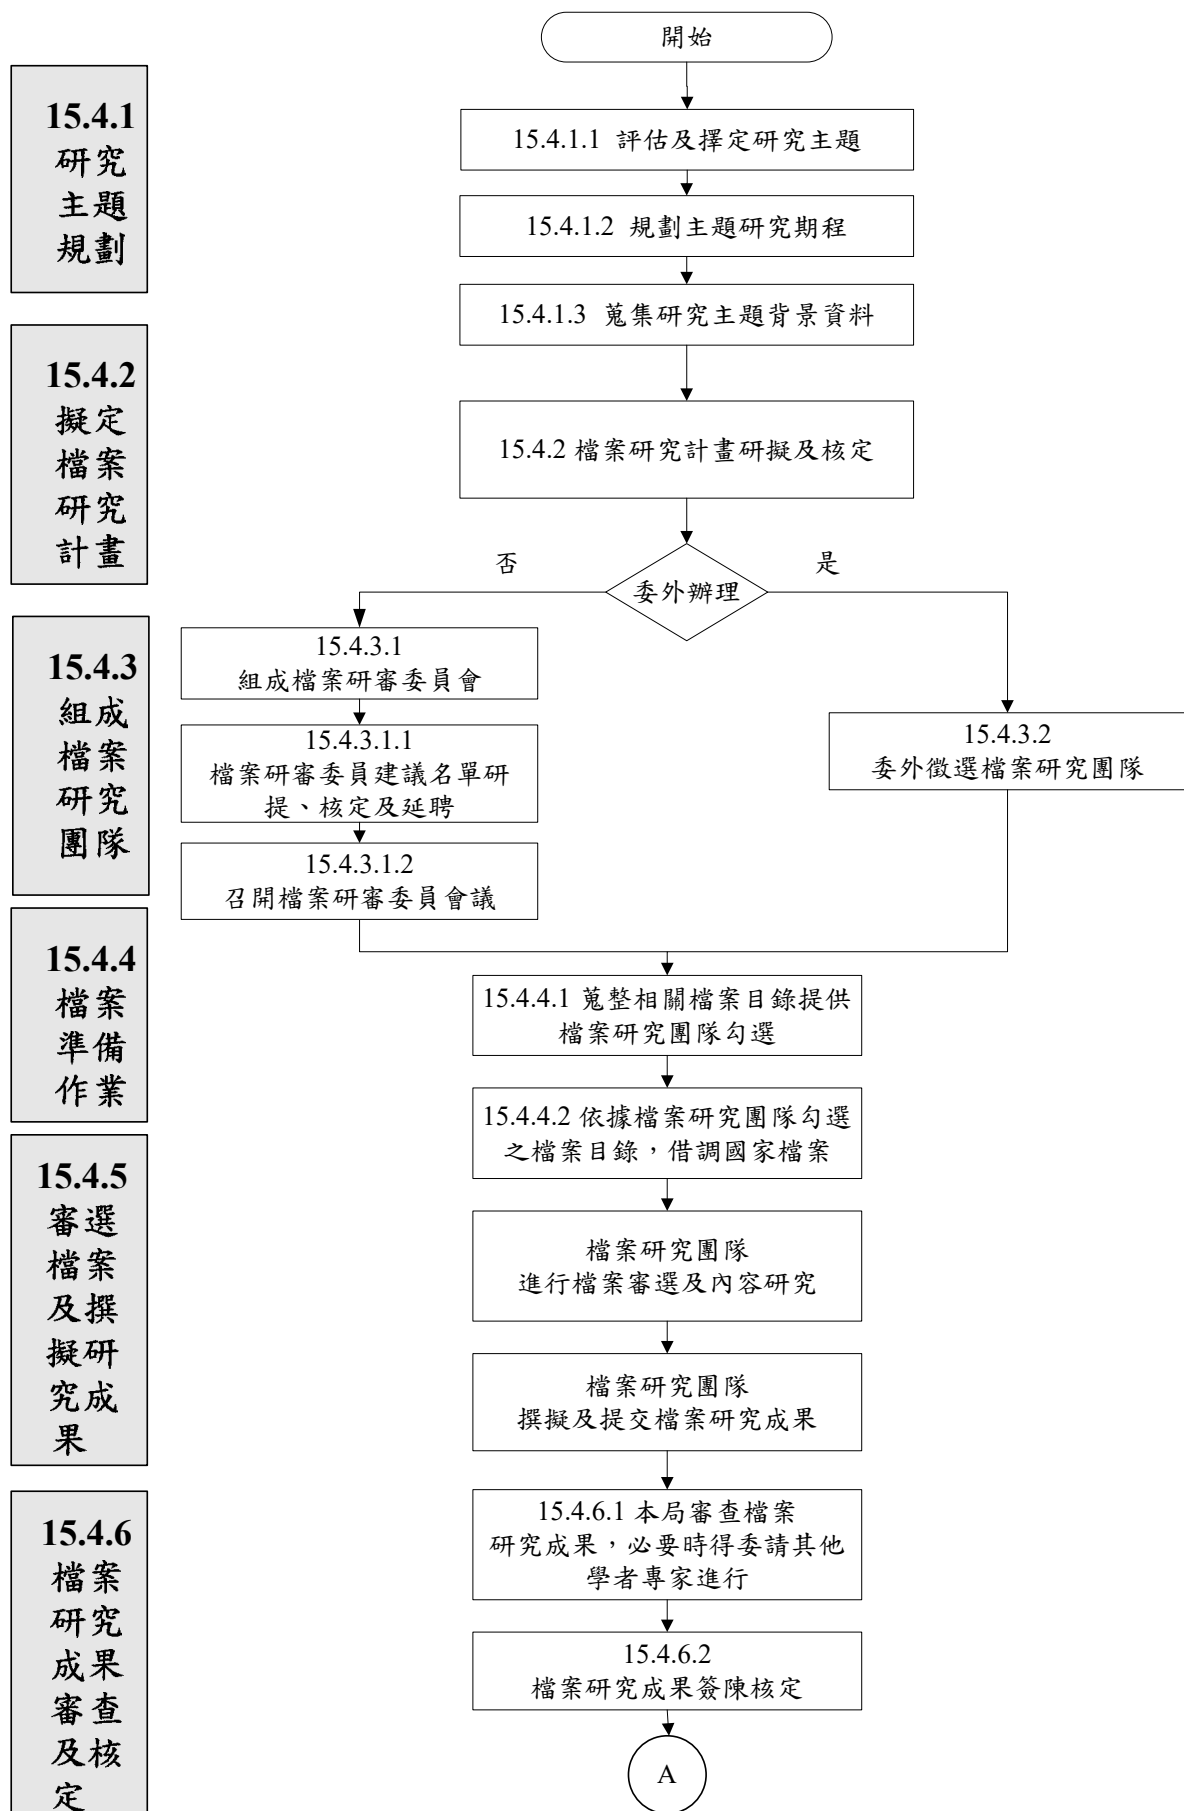 開始
15.4.1
研究
主題
規劃
15.4.1.1 評估及擇定研究主題
15.4.1.2 規劃主題研究期程
15.4.1.3 蒐集研究主題背景資料
15.4.2
擬定
檔案
研究
計畫
15.4.2 檔案研究計畫研擬及核定
否
是
委外辦理
15.4.3
組成
檔案
研究
團隊
15.4.3.1
組成檔案研審委員會
15.4.3.1.1
檔案研審委員建議名單研
提、核定及延聘
15.4.3.1.2
召開檔案研審委員會議
15.4.3.2
委外徵選檔案研究團隊
15.4.4
檔案
準備
作業
15.4.4.1 蒐整相關檔案目錄提供
檔案研究團隊勾選
15.4.4.2 依據檔案研究團隊勾選
之檔案目錄，借調國家檔案
15.4.5
審選
檔案
及撰
擬研
究成
果
檔案研究團隊
進行檔案審選及內容研究
檔案研究團隊
撰擬及提交檔案研究成果
15.4.6
檔案
研究
成果
審查
及核
定
15.4.6.1 本局審查檔案
研究成果，必要時得委請其他
學者專家進行
15.4.6.2
檔案研究成果簽陳核定
A